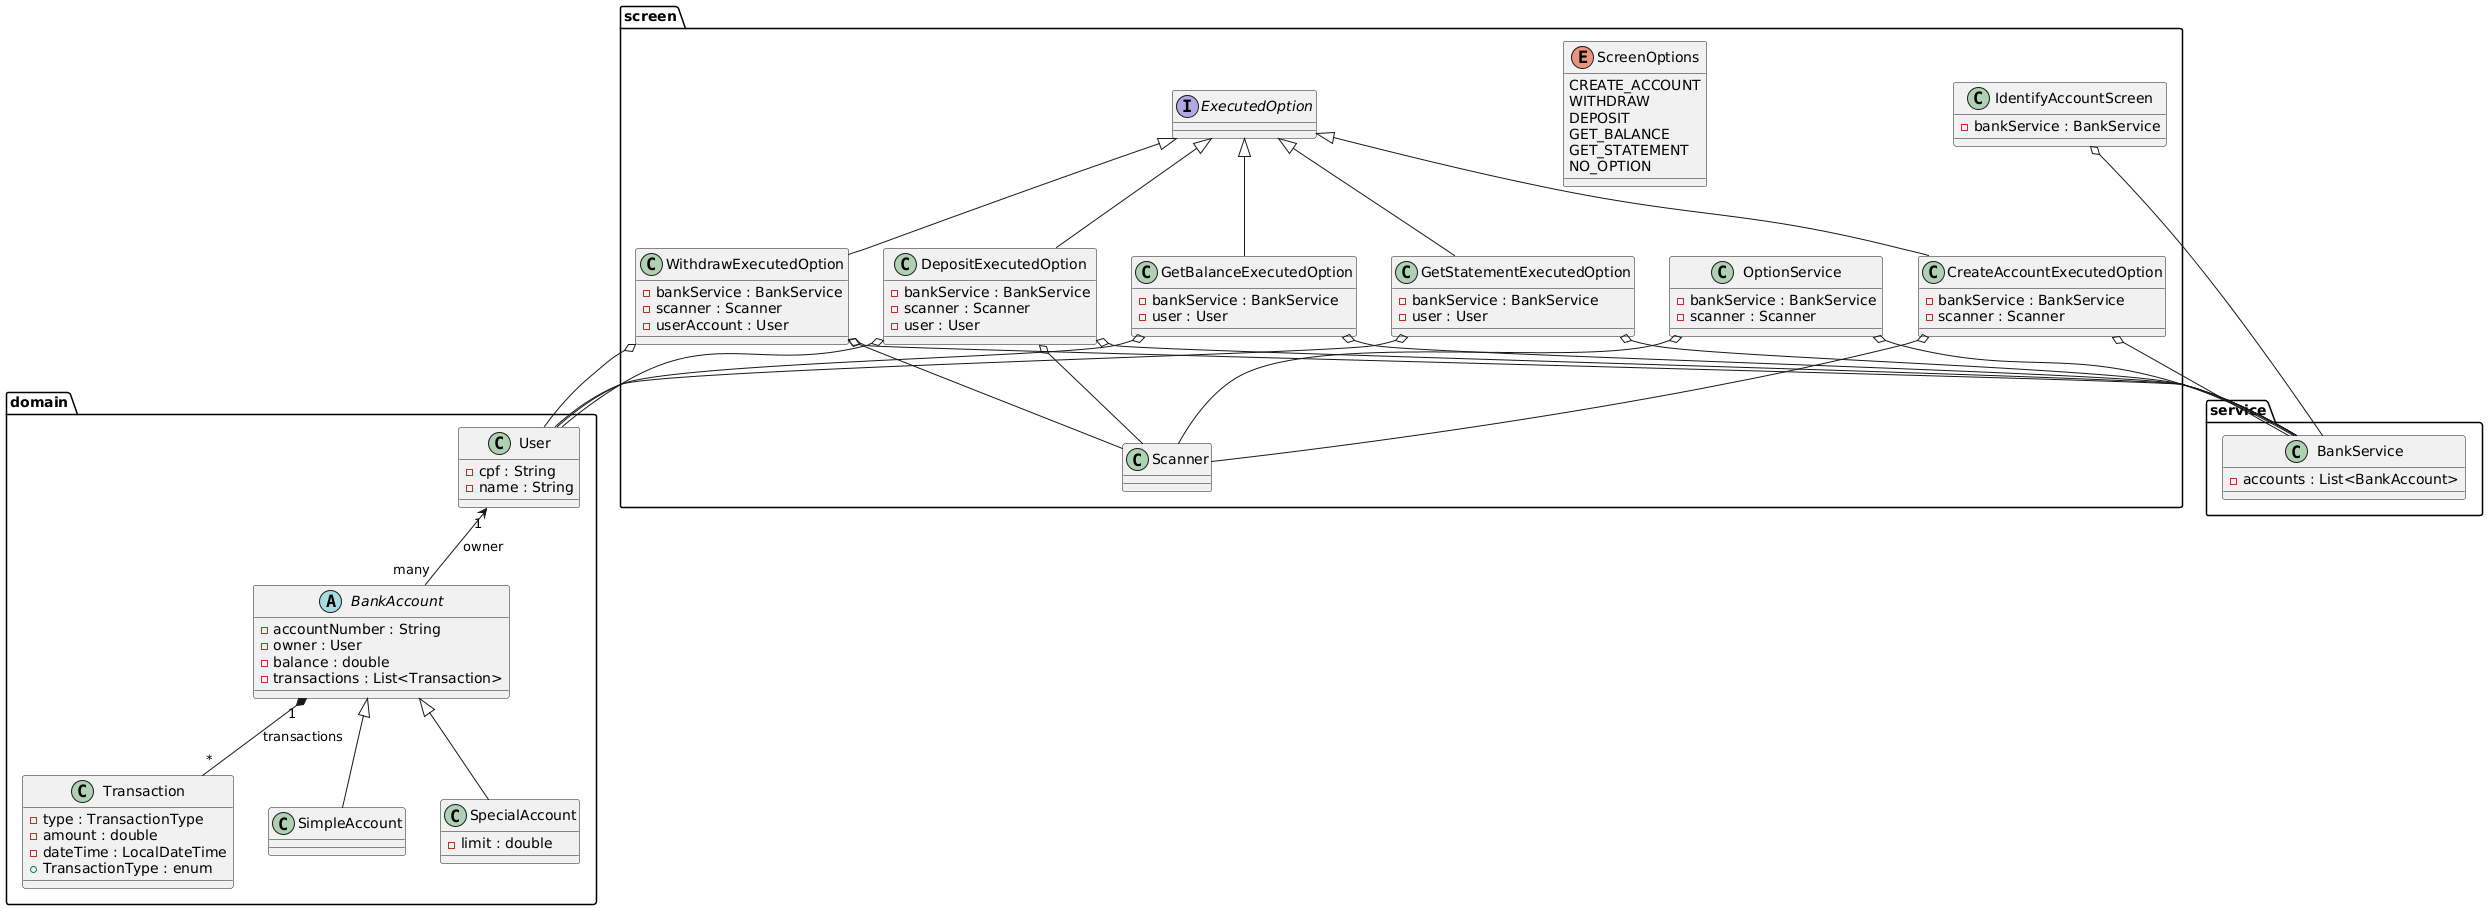 screen
E ScreenOptions
CREATE_ACCOUNT
WITHDRAW
DEPOSIT
GET_BALANCE
GET_STATEMENT
NO_OPTION
C IdentifyAccountScreen
bankService : BankService
I ExecutedOption
C WithdrawExecutedOption
bankService : BankService
scanner : Scanner
userAccount : User
C DepositExecutedOption
bankService : BankService
scanner : Scanner
user : User
C GetBalanceExecutedOption
bankService : BankService
user : User
C GetStatementExecutedOption
bankService : BankService
user : User
C OptionService
bankService : BankService
scanner : Scanner
C CreateAccountExecutedOption
bankService : BankService
scanner : Scanner
C Scanner
domain
C User
cpf : String
name : String
1
owner
many
A BankAccount
accountNumber : String
owner : User
balance : double
transactions : List<Transaction>
1
transactions
*
C Transaction
type : TransactionType
amount : double
dateTime : LocalDateTime
TransactionType : enum
C SimpleAccount
C SpecialAccount
limit : double
service
C BankService
accounts : List<BankAccount>